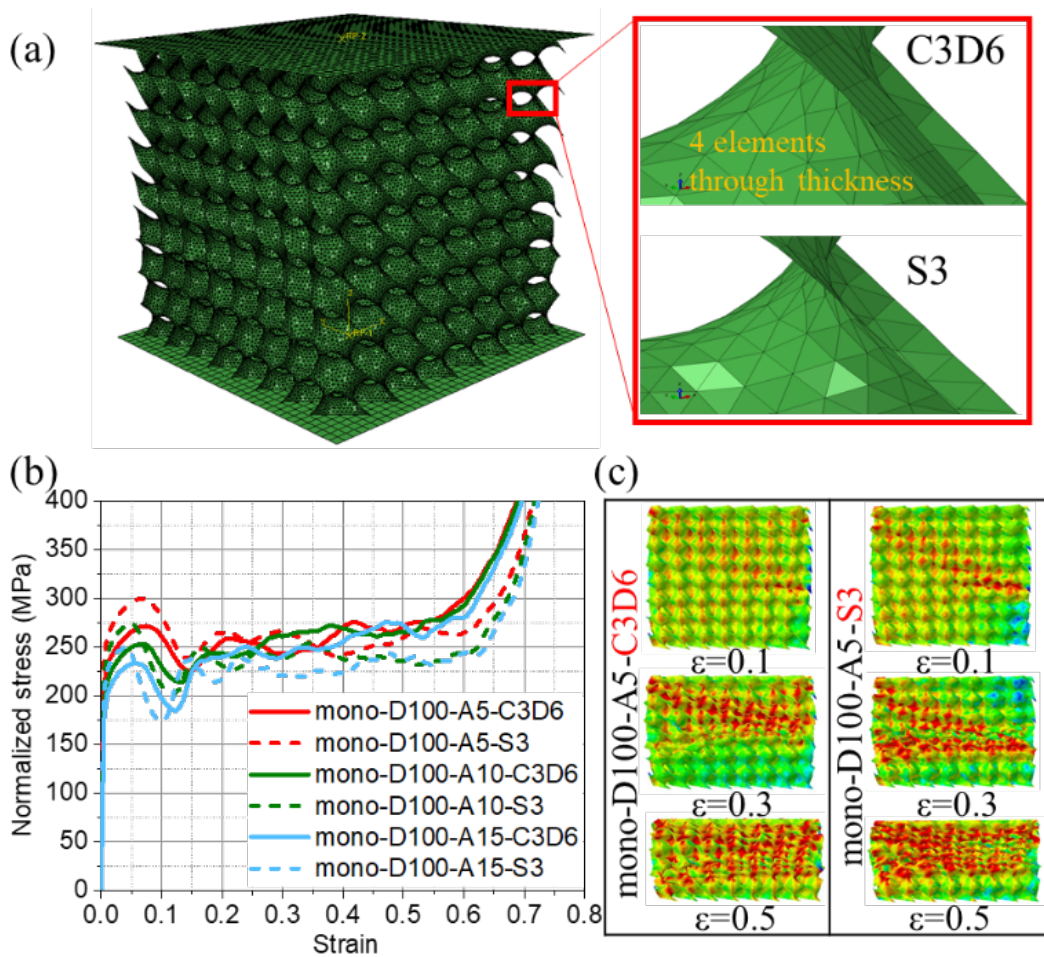 (a)
RP-2
RP-1
C3D6
4 elements
through thickness
S3
(b)
400
350
300
250
200
150
100
50
0
Normalized stress (MPa)
0.0 0.1 0.2 0.3 0.4 0.5 0.6 0.7 0.8
Strain
mono-D100-A5-C3D6
mono-D100-A5-S3
mono-D100-A10-C3D6
mono-D100-A10-S3
mono-D100-A15-C3D6
mono-D100-A15-S3
(c)
mono-D100-A5-C3D6
ε=0.1
ε=0.3
ε=0.5
mono-D100-A5-S3
ε=0.1
ε=0.3
ε=0.5